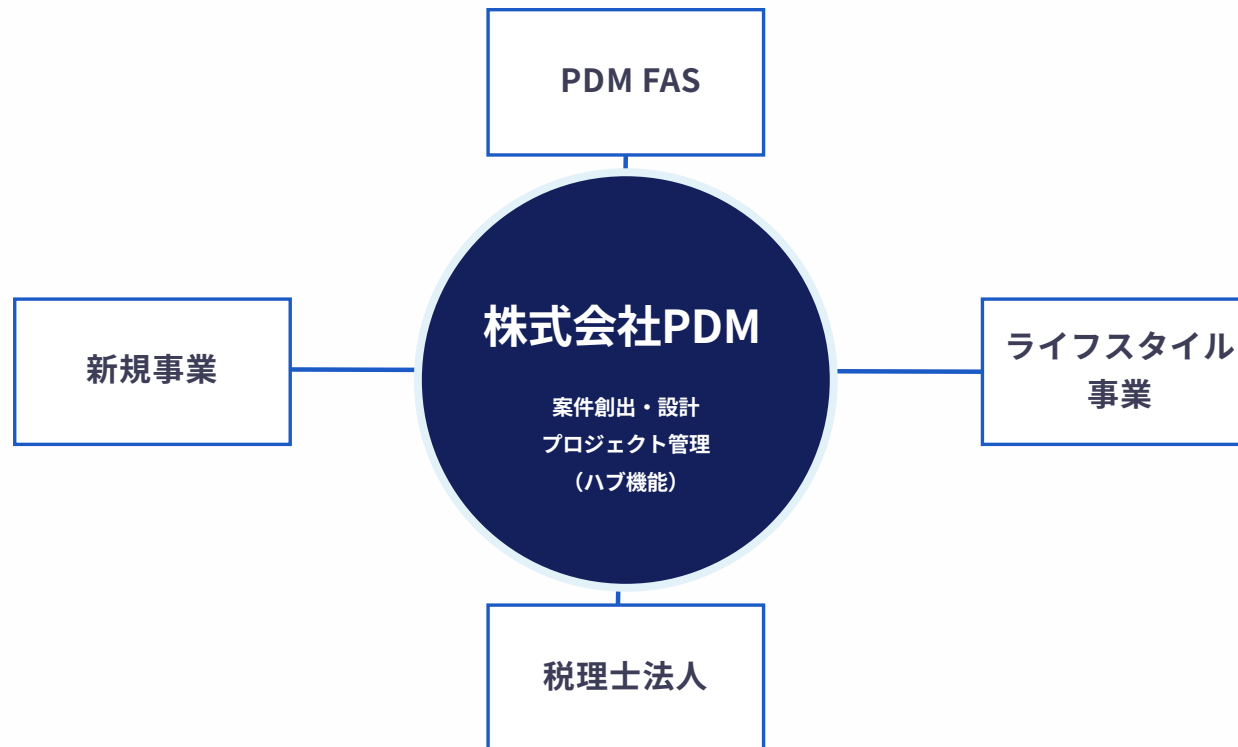 PDM FAS
株式会社PDM
案件創出・設計
プロジェクト管理
（ハブ機能）
新規事業
ライフスタイル
事業
税理士法人